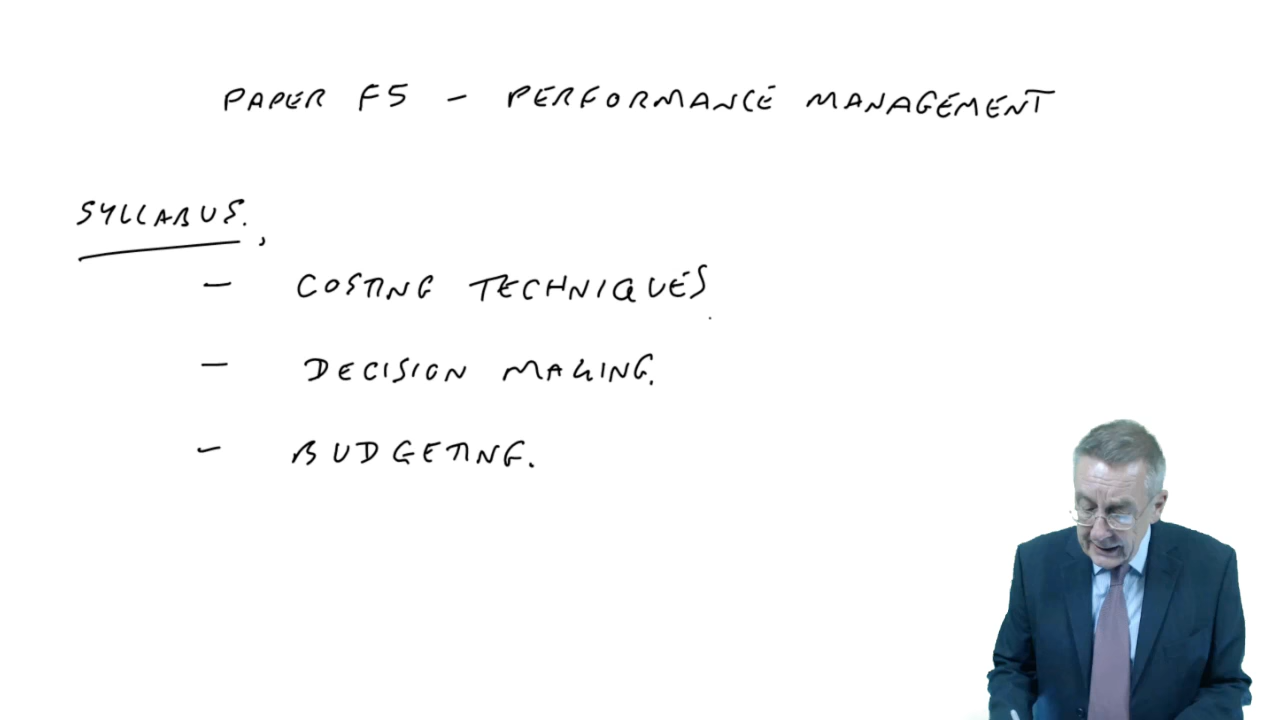 PAPER F5 - PERFORMANCE MANAGEMENT
SYLLABUS.
- COSTING TECHNIQUES
- DECISION MAKING.
- BUDGETING.